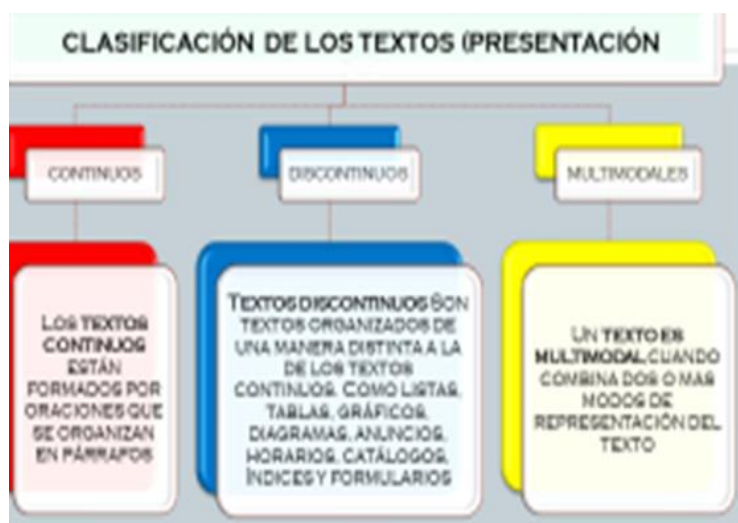 CLASIFICACIÓN DE LOS TEXTOS (PRESENTACIÓN
CONTINUOS
DISCONTINUOS
MULTIMODALES
LOS TEXTOS
CONTINUOS
ESTÁN
FORMADOS POR
ORACIONES QUE
SE ORGANIZAN
EN PÁRRAFOS
TEXTOS DISCONTINUOS SON
TEXTOS ORGANIZADOS DE
UNA MANERA DISTINTA A LA
DE LOS TEXTOS
CONTINUOS. COMO LISTAS,
TABLAS, GRÁFICOS,
DIAGRAMAS, ANUNCIOS,
HORARIOS, CATÁLOGOS,
ÍNDICES Y FORMULARIOS
UN TEXTO ES
MULTIMODAL CUANDO
COMBINA DOS O MAS
MODOS DE
REPRESENTACIÓN DEL
TEXTO